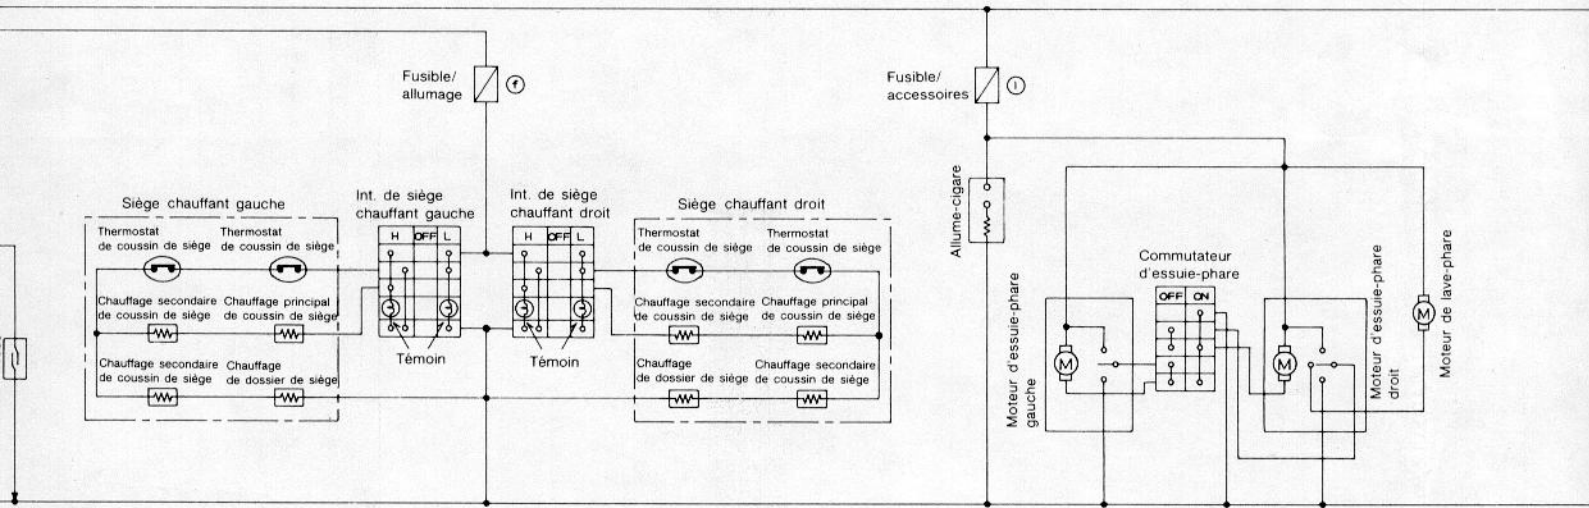 Fusible/
allumage
f
Fusible/
accessoires
Siège chauffant gauche
Int. de siège
chauffant gauche
Int. de siège
chauffant droit
Siège chauffant droit
Thermostat
de coussin de siège
Thermostat
de coussin de siège
H OFF L
H OFF L
Thermostat
de coussin de siège
Thermostat
de coussin de siège
Chauffage secondaire
de coussin de siège
Chauffage principal
de coussin de siège
Chauffage secondaire
de coussin de siège
Chauffage principal
de coussin de siège
Chauffage secondaire
de coussin de siège
Chauffage
de dossier de siège
Témoin
Témoin
Chauffage
de dossier de siège
Chauffage secondaire
de coussin de siège
Allume-cigare
Moteur d'essuie-phare
gauche
M
Commutateur
d'essuie-phare
OFF ON
M
Moteur d'essuie-phare
droit
M
Moteur de lave-phare